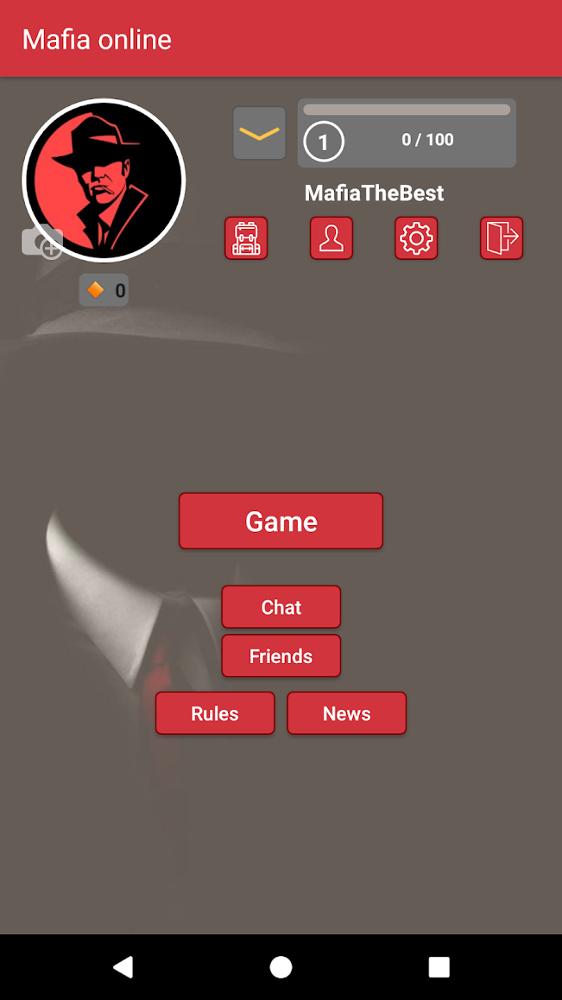 Mafia online
1
0 / 100
MafiaTheBest
0
Game
Chat
Friends
Rules
News